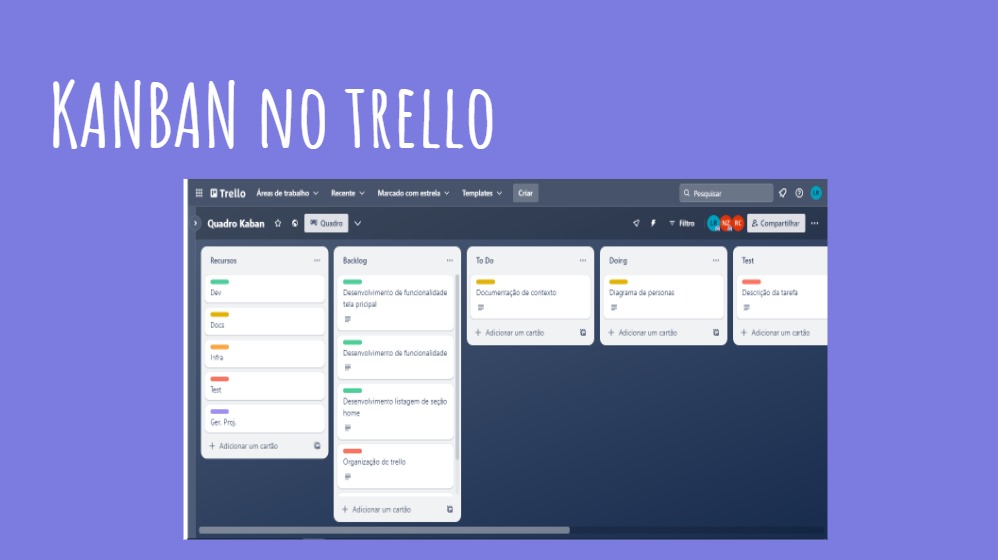 KANBAN NO TRELLO
Trello Áreas de trabalho Recente Marcado com estrela Templates Criar Pesquisar
Quadro Kaban Quadro Filtro Compartilhar
Recursos
Dev
Docs
Infra
Test
Ger. Proj.
+ Adicionar um cartão
Backlog
Desenvolvimento de funcionalidade
tela pricipal
Desenvolvimento de funcionalidade
Desenvolvimento listagem de seção
home
Organização do trello
+ Adicionar um cartão
To Do
Documentação de contexto
+ Adicionar um cartão
Doing
Diagrama de personas
+ Adicionar um cartão
Test
Descrição da tarefa
+ Adicionar um cartão